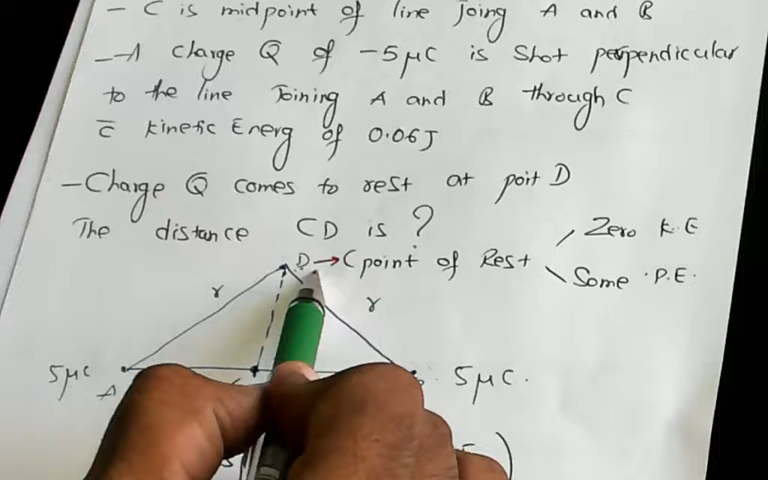 - C is midpoint of line Joing A and B
- A charge Q of -5μC is Shot perpendicular
to the line Joining A and B through C
c̅ kinetic Energ of 0.06J
- Charge Q comes to rest at poit D
The distance CD is ?
Zero K.E
D → (point of Rest
Some P.E.
r
r
5μC
A
5μC.